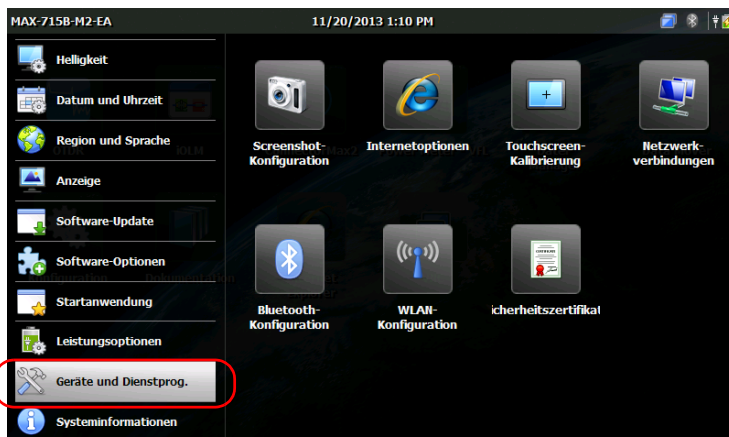 MAX-715B-M2-EA
11/20/2013 1:10 PM
Helligkeit
Datum und Uhrzeit
Region und Sprache
Anzeige
Software-Update
Software-Optionen
Startanwendung
Leistungsoptionen
Geräte und Dienstprog.
Systeminformationen
Screenshot-
Konfiguration
Internetoptionen
Touchscreen-
Kalibrierung
Netzwerk-
verbindungen
Bluetooth-
Konfiguration
WLAN-
Konfiguration
icherheitszertifikat